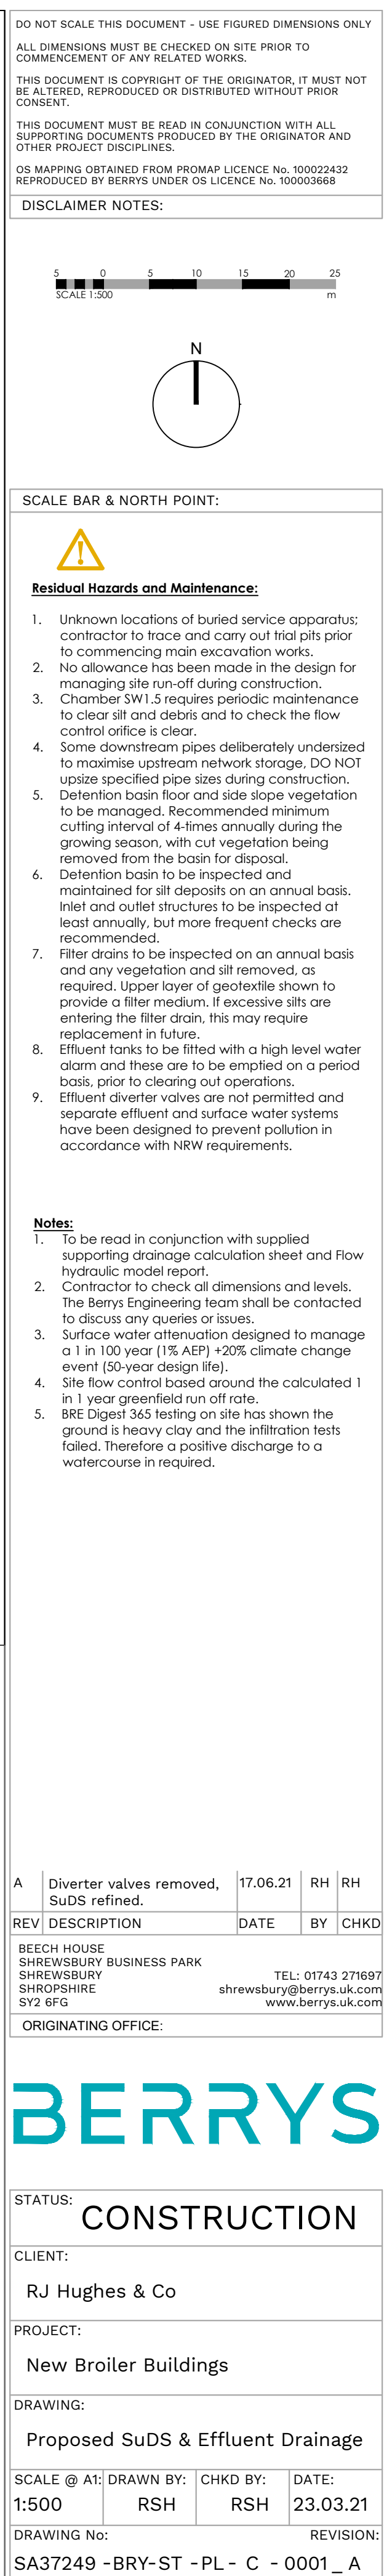 DO NOT SCALE THIS DOCUMENT - USE FIGURED DIMENSIONS ONLY
ALL DIMENSIONS MUST BE CHECKED ON SITE PRIOR TO
COMMENCEMENT OF ANY RELATED WORKS.
THIS DOCUMENT IS COPYRIGHT OF THE ORIGINATOR, IT MUST NOT
BE ALTERED, REPRODUCED OR DISTRIBUTED WITHOUT PRIOR
CONSENT.
THIS DOCUMENT MUST BE READ IN CONJUNCTION WITH ALL
SUPPORTING DOCUMENTS PRODUCED BY THE ORIGINATOR AND
OTHER PROJECT DISCIPLINES.
OS MAPPING OBTAINED FROM PROMAP LICENCE No. 100022432
REPRODUCED BY BERRYS UNDER OS LICENCE No. 100003668
DISCLAIMER NOTES:
5 0 5 10 15 20 25
SCALE 1:500 m
N
SCALE BAR & NORTH POINT:
Residual Hazards and Maintenance:
1. Unknown locations of buried service apparatus;
contractor to trace and carry out trial pits prior
to commencing main excavation works.
2. No allowance has been made in the design for
managing site run-off during construction.
3. Chamber SW1.5 requires periodic maintenance
to clear silt and debris and to check the flow
control orifice is clear.
4. Some downstream pipes deliberately undersized
to maximise upstream network storage, DO NOT
upsize specified pipe sizes during construction.
5. Detention basin floor and side slope vegetation
to be managed. Recommended minimum
cutting interval of 4-times annually during the
growing season, with cut vegetation being
removed from the basin for disposal.
6. Detention basin to be inspected and
maintained for silt deposits on an annual basis.
Inlet and outlet structures to be inspected at
least annually, but more frequent checks are
recommended.
7. Filter drains to be inspected on an annual basis
and any vegetation and silt removed, as
required. Upper layer of geotextile shown to
provide a filter medium. If excessive silts are
entering the filter drain, this may require
replacement in future.
8. Effluent tanks to be fitted with a high level water
alarm and these are to be emptied on a period
basis, prior to clearing out operations.
9. Effluent diverter valves are not permitted and
separate effluent and surface water systems
have been designed to prevent pollution in
accordance with NRW requirements.
Notes:
1. To be read in conjunction with supplied
supporting drainage calculation sheet and Flow
hydraulic model report.
2. Contractor to check all dimensions and levels.
The Berrys Engineering team shall be contacted
to discuss any queries or issues.
3. Surface water attenuation designed to manage
a 1 in 100 year (1% AEP) +20% climate change
event (50-year design life).
4. Site flow control based around the calculated 1
in 1 year greenfield run off rate.
5. BRE Digest 365 testing on site has shown the
ground is heavy clay and the infiltration tests
failed. Therefore a positive discharge to a
watercourse in required.
A Diverter valves removed, 17.06.21 RH RH
SuDS refined.
REV DESCRIPTION DATE BY CHKD
BEECH HOUSE
SHREWSBURY BUSINESS PARK
SHREWSBURY TEL: 01743 271697
SHROPSHIRE shrewsbury@berrys.uk.com
SY2 6FG www.berrys.uk.com
ORIGINATING OFFICE:
BERRYS
STATUS: CONSTRUCTION
CLIENT:
RJ Hughes & Co
PROJECT:
New Broiler Buildings
DRAWING:
Proposed SuDS & Effluent Drainage
SCALE @ A1: DRAWN BY: CHKD BY: DATE:
1:500 RSH RSH 23.03.21
DRAWING No: REVISION:
SA37249 -BRY-ST -PL - C - 0001 _ A